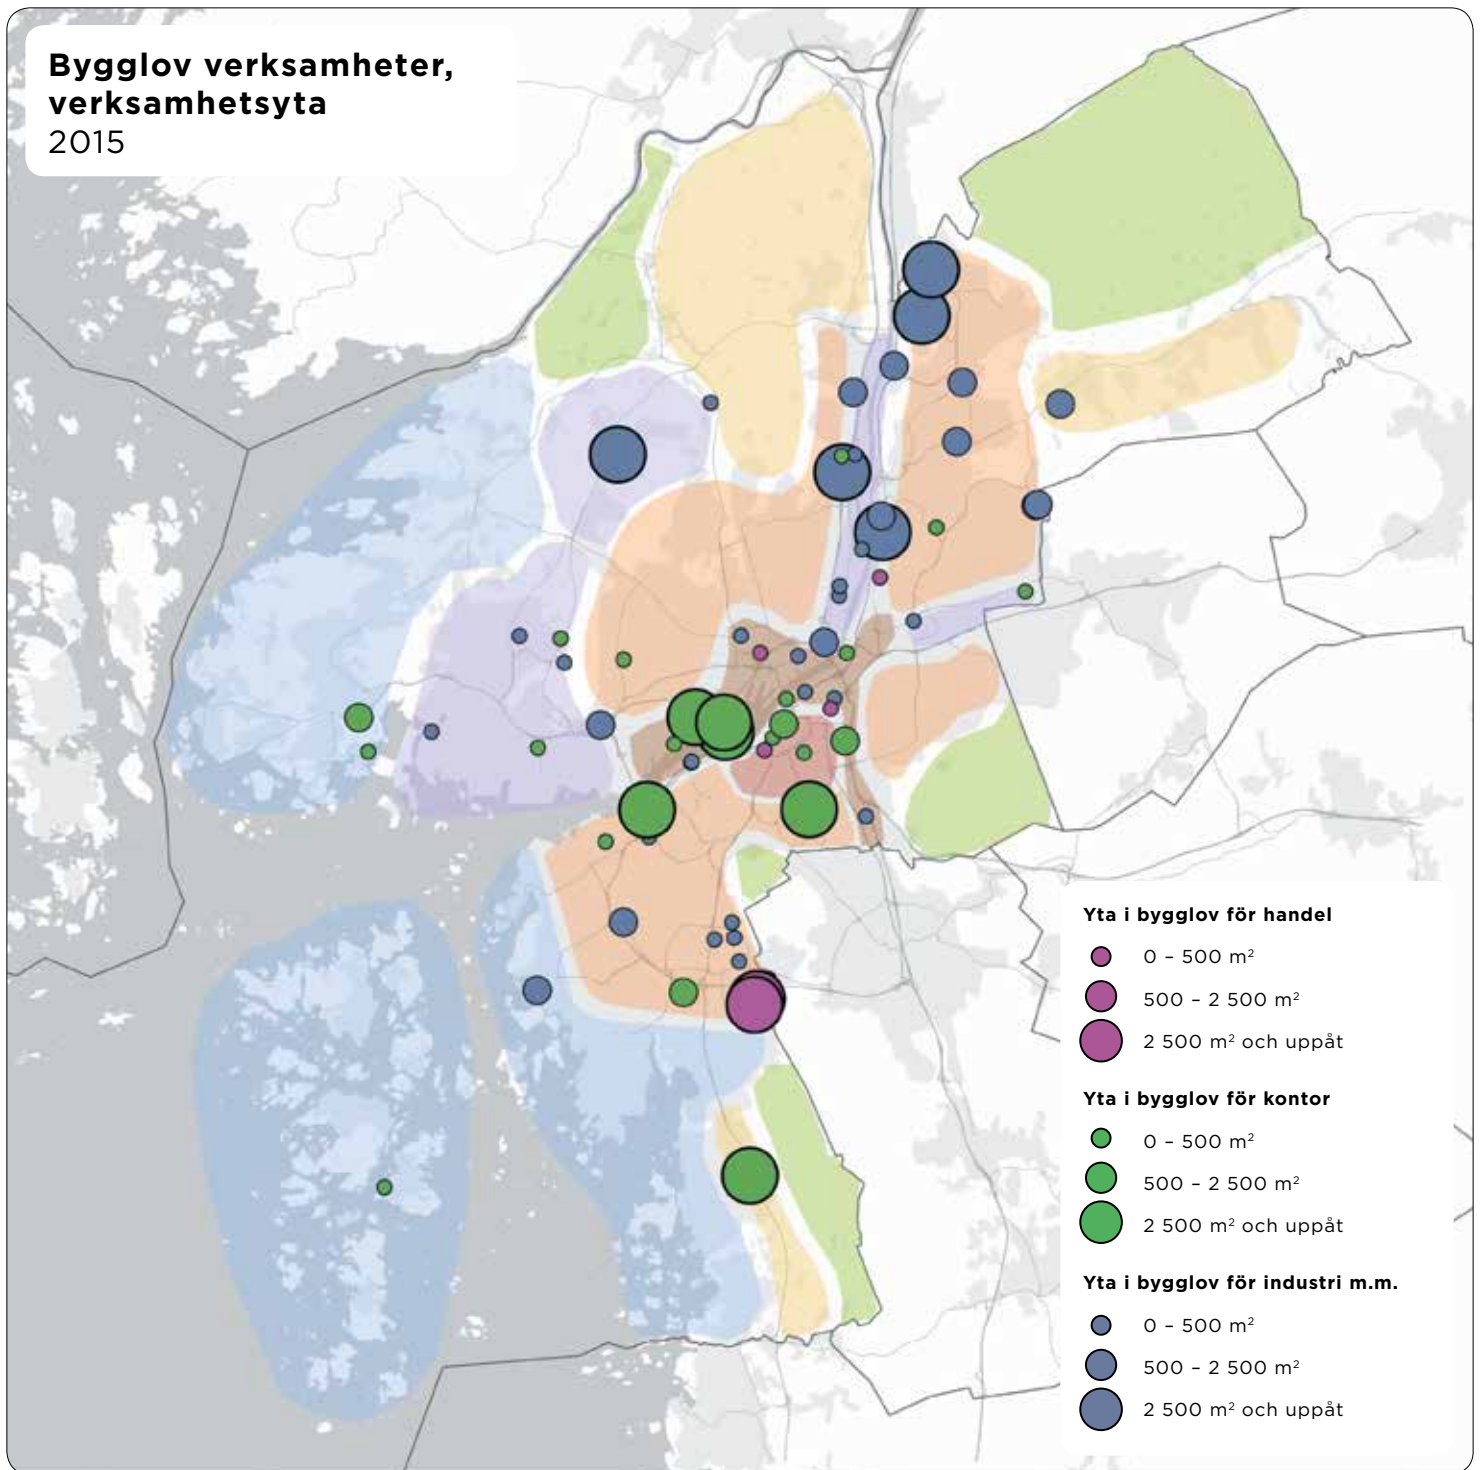 Bygglov verksamheter,
verksamhetsyta
2015
Yta i bygglov för handel
0 – 500 m²
500 – 2 500 m²
2 500 m² och uppåt
Yta i bygglov för kontor
0 – 500 m²
500 – 2 500 m²
2 500 m² och uppåt
Yta i bygglov för industri m.m.
0 – 500 m²
500 – 2 500 m²
2 500 m² och uppåt